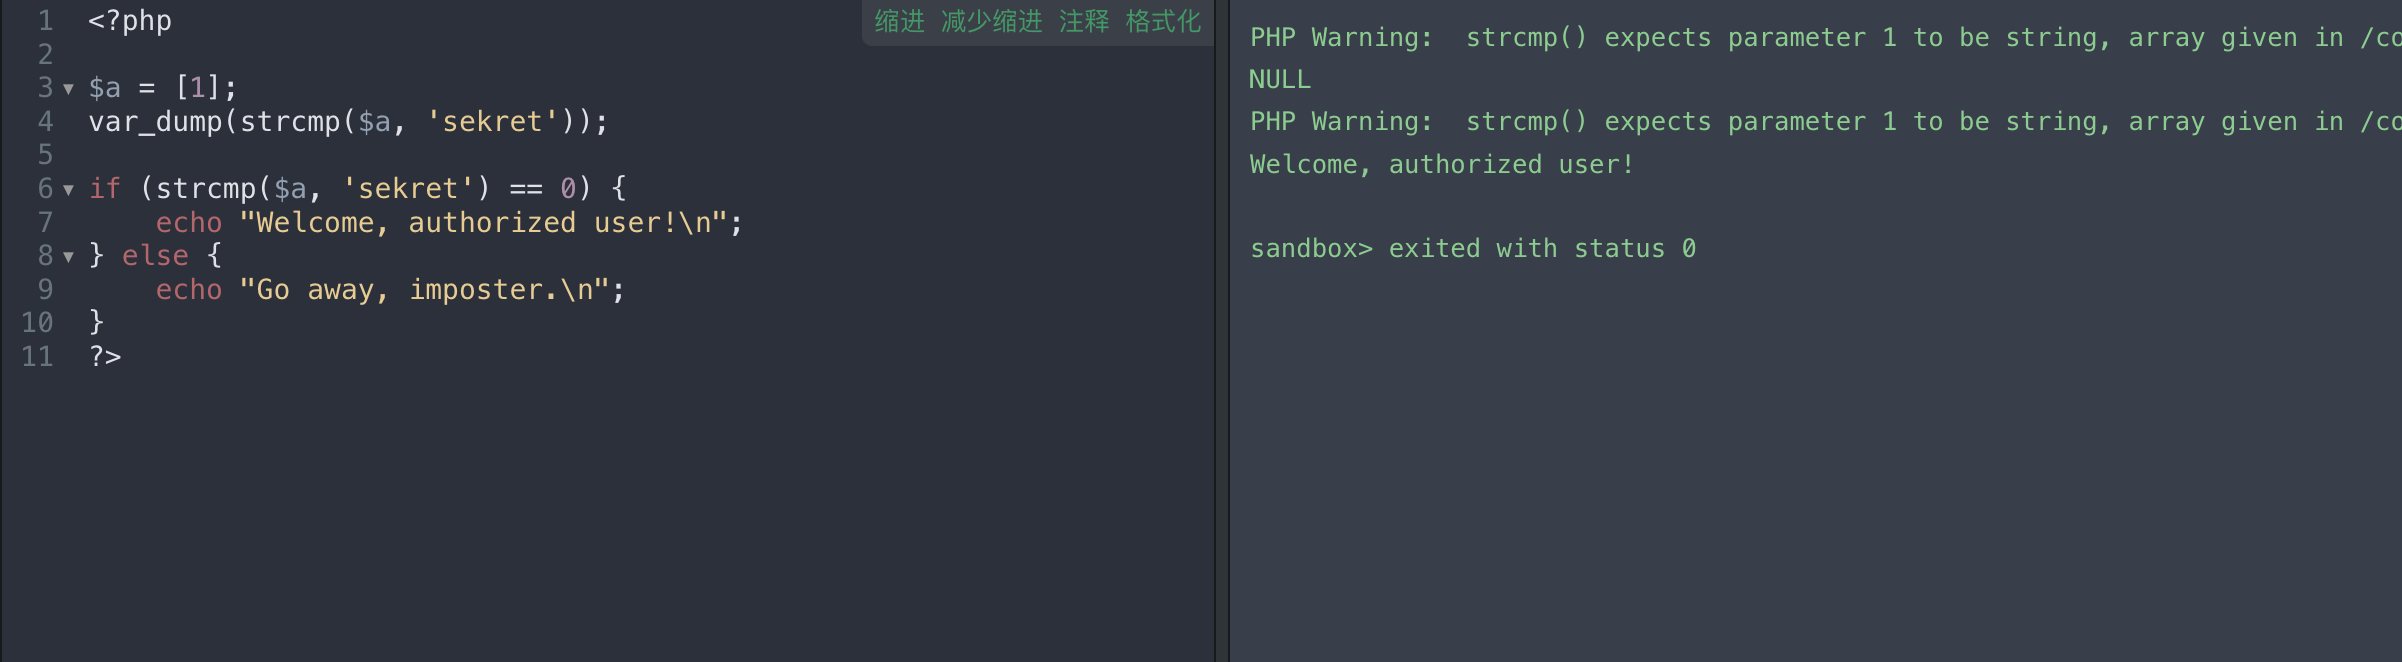 1 <?php
缩进 减少缩进 注释 格式化
2
3 ▾ $a = [1];
4 var_dump(strcmp($a, 'sekret'));
5
6 ▾ if (strcmp($a, 'sekret') == 0) {
7     echo "Welcome, authorized user!\n";
8 ▾ } else {
9     echo "Go away, imposter.\n";
10 }
11 ?>
PHP Warning:  strcmp() expects parameter 1 to be string, array given in /co
NULL
PHP Warning:  strcmp() expects parameter 1 to be string, array given in /co
Welcome, authorized user!
sandbox> exited with status 0